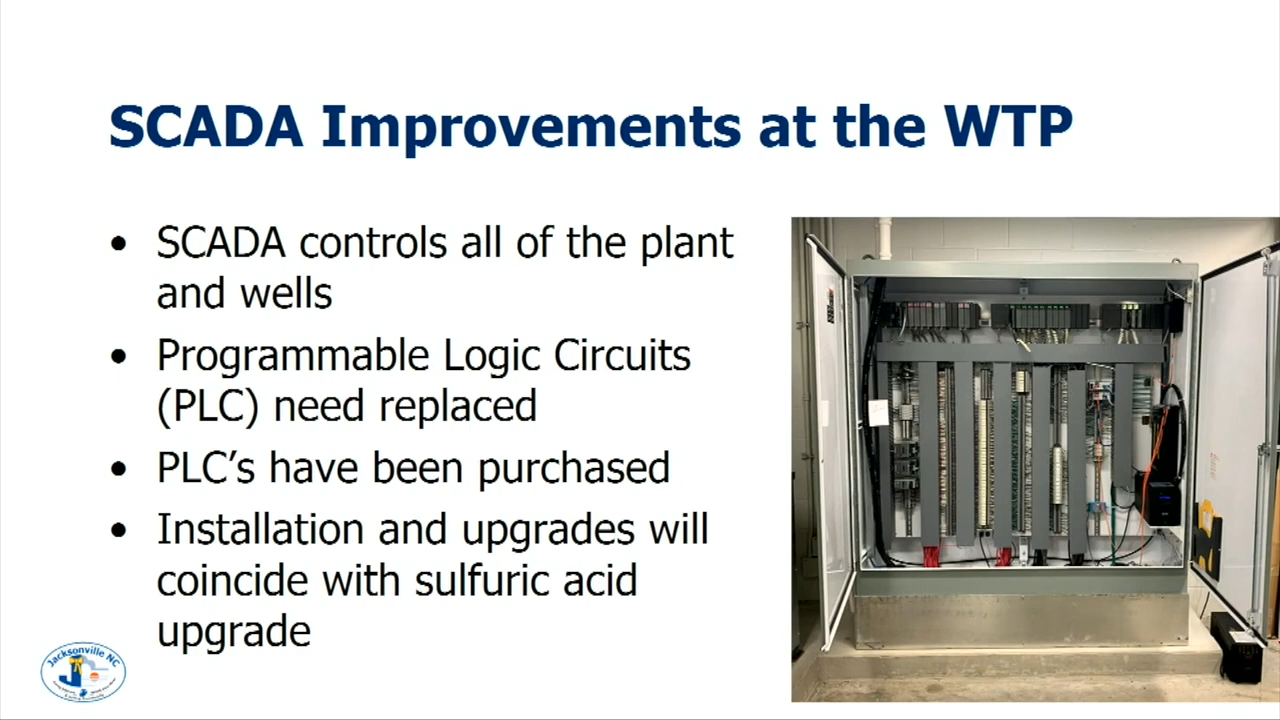 SCADA Improvements at the WTP
• SCADA controls all of the plant
and wells
• Programmable Logic Circuits
(PLC) need replaced
• PLC’s have been purchased
• Installation and upgrades will
coincide with sulfuric acid
upgrade
Jacksonville NC